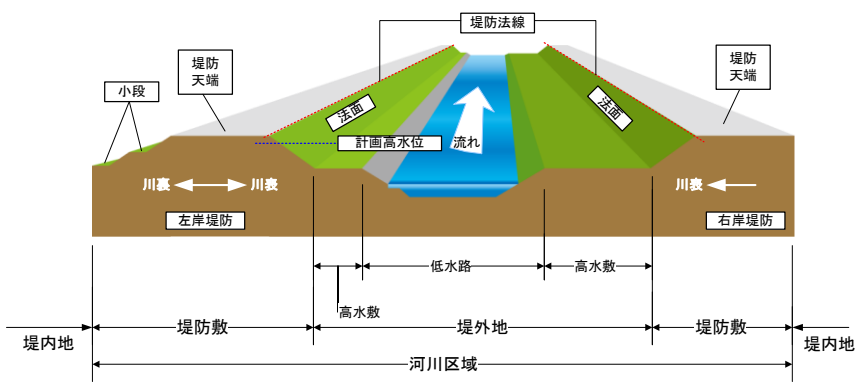 堤防法線
堤防
天端
堤防
天端
小段
法面
法面
計画高水位
流れ
川裏
川表
川表
左岸堤防
右岸堤防
低水路
高水敷
高水敷
堤防敷
堤外地
堤防敷
堤内地
堤内地
河川区域